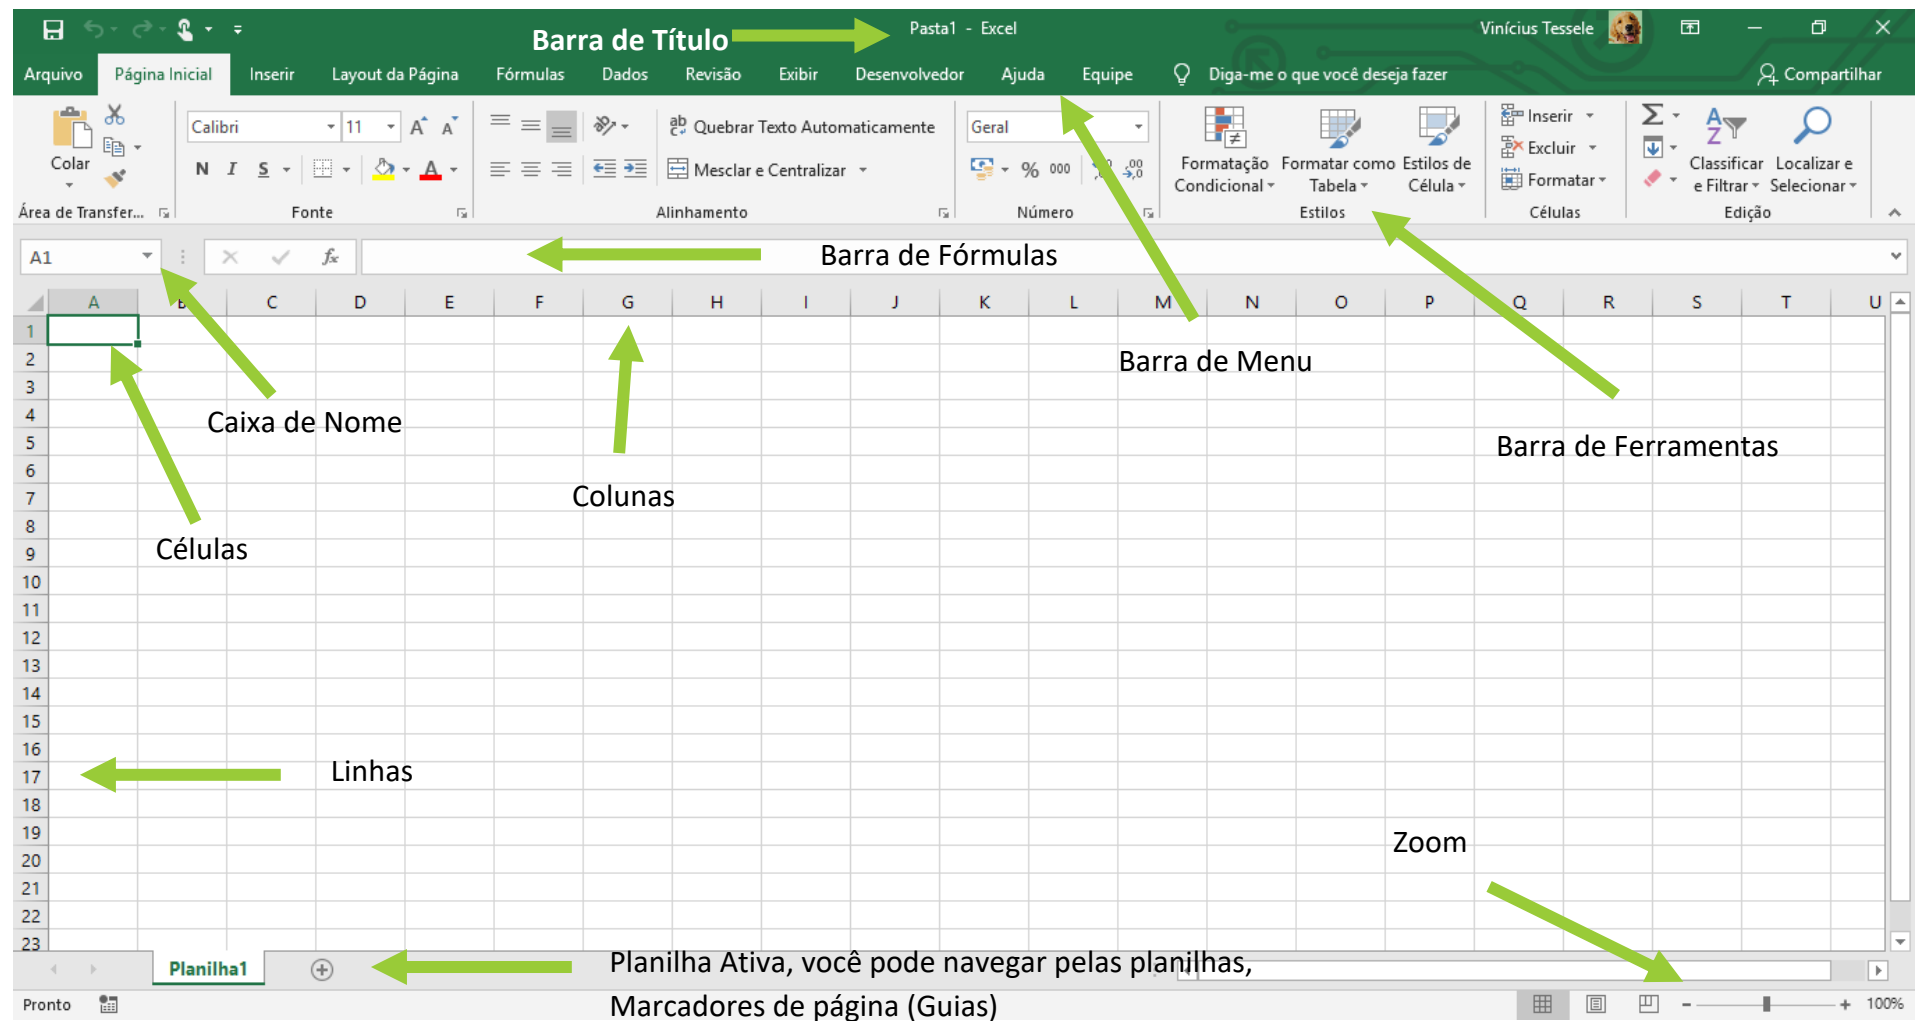 Barra de Título
Pasta1 - Excel
Vinícius Tessele
Arquivo Página Inicial Inserir Layout da Página Fórmulas Dados Revisão Exibir Desenvolvedor Ajuda Equipe Diga-me o que você deseja fazer Compartilhar
Calibri 11 Quebrar Texto Automaticamente Geral Inserir
Colar N I S Mesclar e Centralizar % 000 Formatação Condicional Formatar como Tabela Estilos de Célula Excluir Formatar Classificar e Filtrar Localizar e Selecionar
Área de Transfer... Fonte Alinhamento Número Estilos Células Edição
A1 fx Barra de Fórmulas
A B C D E F G H I J K L M N O P Q R S T U
1
2
Barra de Menu
3
4
Caixa de Nome
5
Barra de Ferramentas
6
7
Colunas
8
9
Células
10
11
12
13
14
15
16
17
Linhas
18
19
20
Zoom
21
22
23
Planilha1
Planilha Ativa, você pode navegar pelas planilhas,
Marcadores de página (Guias)
Pronto
- + 100%